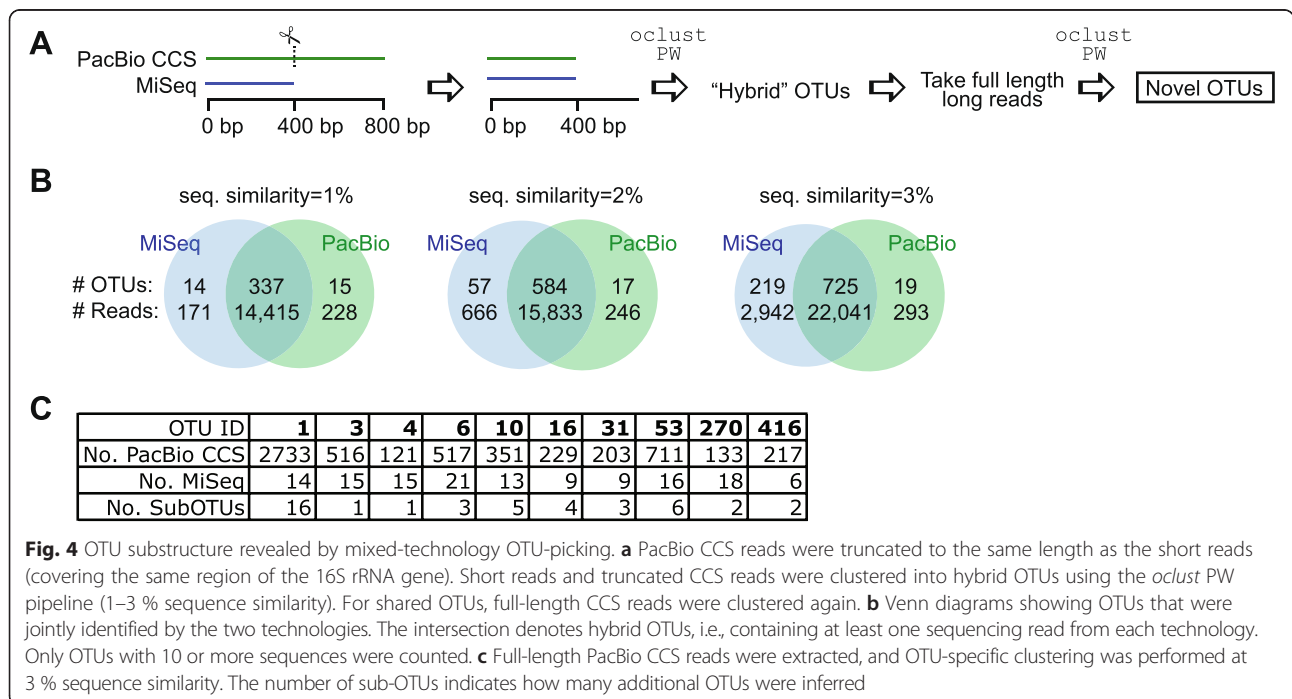 A
PacBio CCS
MiSeq
0 bp 400 bp 800 bp
0 bp 400 bp
oclust
PW
"Hybrid" OTUs
Take full length
long reads
oclust
PW
Novel OTUs
B
seq. similarity=1% seq. similarity=2% seq. similarity=3%
MiSeq PacBio MiSeq PacBio MiSeq PacBio
# OTUs: 14 337 15 57 584 17 219 725 19
# Reads: 171 14,415 228 666 15,833 246 2,942 22,041 293
C
OTU ID 1 3 4 6 10 16 31 53 270 416
No. PacBio CCS 2733 516 121 517 351 229 203 711 133 217
No. MiSeq 14 15 15 21 13 9 9 16 18 6
No. SubOTUs 16 1 1 3 5 4 3 6 2 2
Fig. 4 OTU substructure revealed by mixed-technology OTU-picking. a PacBio CCS reads were truncated to the same length as the short reads
(covering the same region of the 16S rRNA gene). Short reads and truncated CCS reads were clustered into hybrid OTUs using the oclust PW
pipeline (1–3 % sequence similarity). For shared OTUs, full-length CCS reads were clustered again. b Venn diagrams showing OTUs that were
jointly identified by the two technologies. The intersection denotes hybrid OTUs, i.e., containing at least one sequencing read from each technology.
Only OTUs with 10 or more sequences were counted. c Full-length PacBio CCS reads were extracted, and OTU-specific clustering was performed at
3 % sequence similarity. The number of sub-OTUs indicates how many additional OTUs were inferred